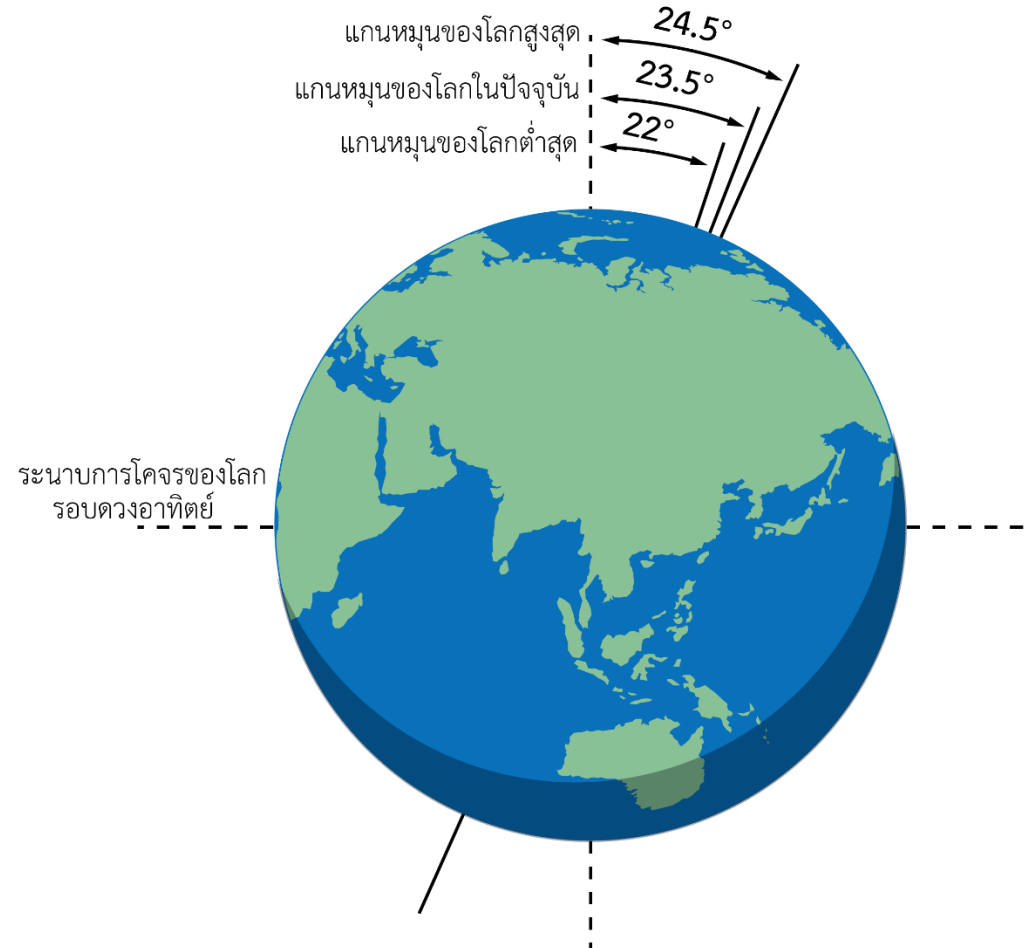 แกนหมุนของโลกสูงสุด
24.5°
แกนหมุนของโลกในปัจจุบัน
23.5°
แกนหมุนของโลกต่ำสุด
22°
ระนาบการโคจรของโลก
รอบดวงอาทิตย์